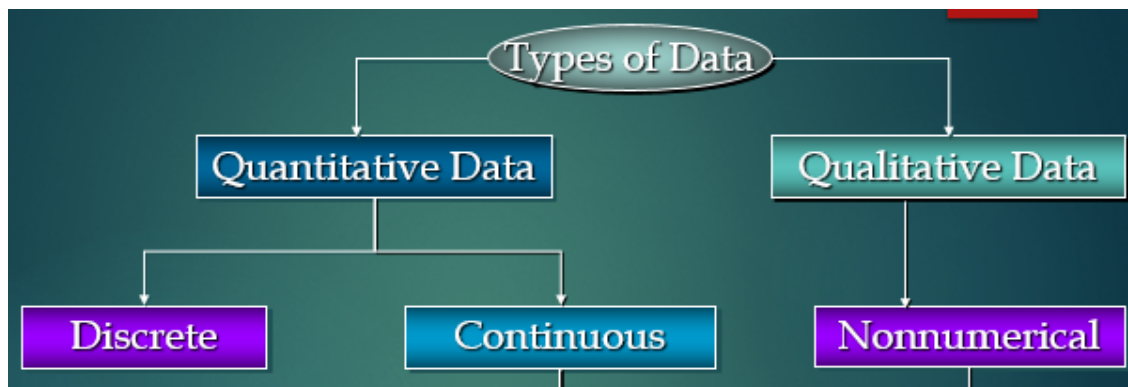 Types of Data
Quantitative Data
Qualitative Data
Discrete
Continuous
Nonnumerical